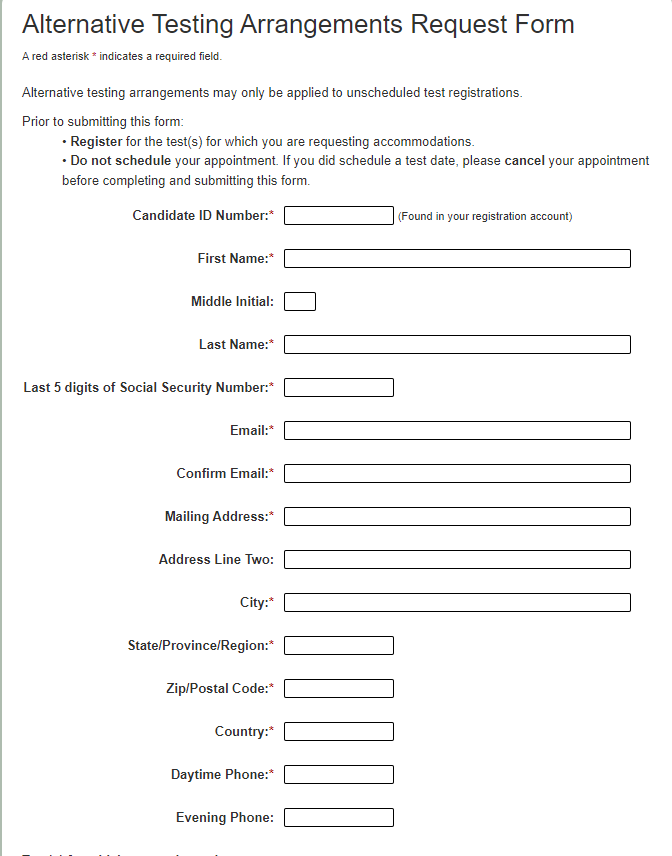 Alternative Testing Arrangements Request Form
A red asterisk * indicates a required field.
Alternative testing arrangements may only be applied to unscheduled test registrations.
Prior to submitting this form:
• Register for the test(s) for which you are requesting accommodations.
• Do not schedule your appointment. If you did schedule a test date, please cancel your appointment
before completing and submitting this form.
Candidate ID Number:* (Found in your registration account)
First Name:*
Middle Initial:
Last Name:*
Last 5 digits of Social Security Number:*
Email:*
Confirm Email:*
Mailing Address:*
Address Line Two:
City:*
State/Province/Region:*
Zip/Postal Code:*
Country:*
Daytime Phone:*
Evening Phone: